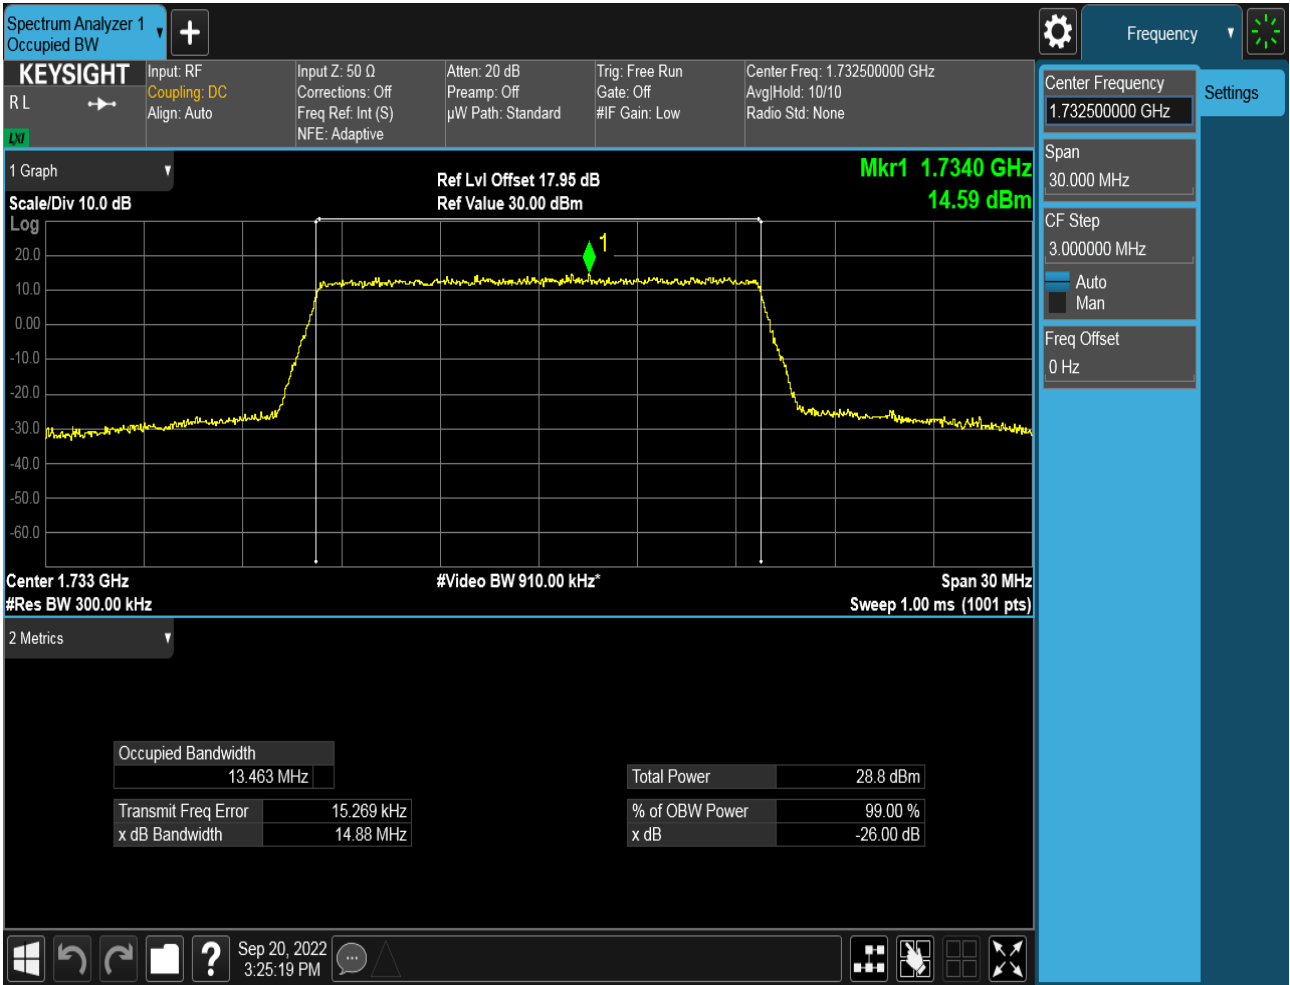 Spectrum Analyzer 1
Occupied BW
Frequency
KEYSIGHT
R L
LXI
Input: RF
Coupling: DC
Align: Auto
Input Z: 50 Ω
Corrections: Off
Freq Ref: Int (S)
NFE: Adaptive
Atten: 20 dB
Preamp: Off
µW Path: Standard
Trig: Free Run
Gate: Off
#IF Gain: Low
Center Freq: 1.732500000 GHz
Avg|Hold: 10/10
Radio Std: None
Center Frequency
1.732500000 GHz
Settings
Span
30.000 MHz
CF Step
3.000000 MHz
Auto
Man
Freq Offset
0 Hz
1 Graph
Scale/Div 10.0 dB
Log
Ref Lvl Offset 17.95 dB
Ref Value 30.00 dBm
Mkr1 1.7340 GHz
14.59 dBm
1
20.0
10.0
0.00
-10.0
-20.0
-30.0
-40.0
-50.0
-60.0
Center 1.733 GHz
#Res BW 300.00 kHz
#Video BW 910.00 kHz*
Span 30 MHz
Sweep 1.00 ms (1001 pts)
2 Metrics
Occupied Bandwidth
13.463 MHz
Total Power 28.8 dBm
Transmit Freq Error 15.269 kHz
% of OBW Power 99.00 %
x dB Bandwidth 14.88 MHz
x dB -26.00 dB
?
Sep 20, 2022
3:25:19 PM